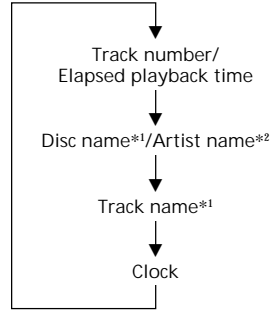 Track number/
Elapsed playback time
Disc name*¹/Artist name*²
Track name*¹
Clock